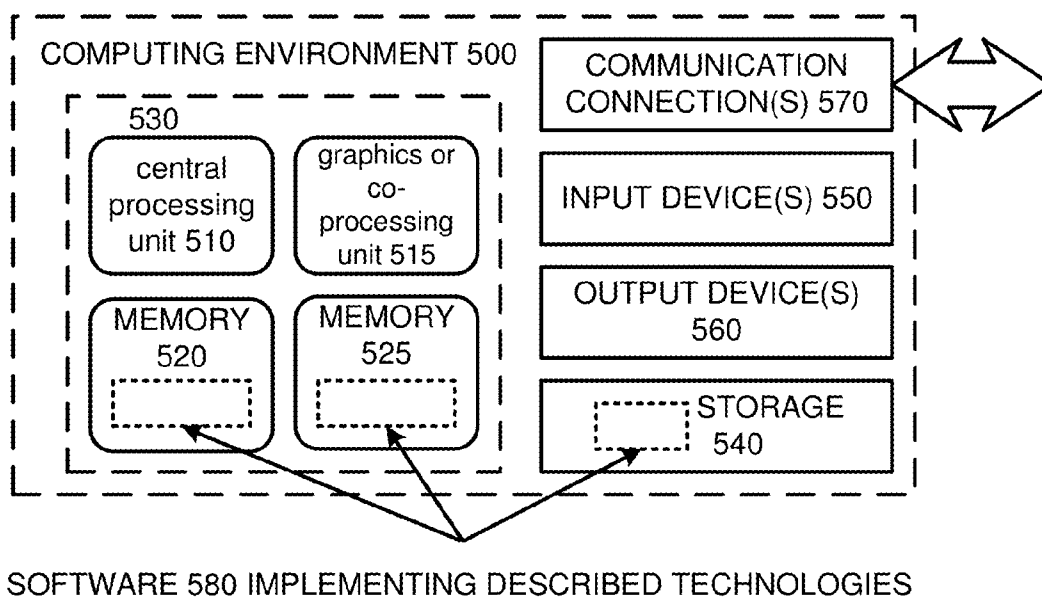 COMPUTING ENVIRONMENT 500
530
central
processing
unit 510
graphics or
co-
processing
unit 515
MEMORY
520
MEMORY
525
COMMUNICATION
CONNECTION(S) 570
INPUT DEVICE(S) 550
OUTPUT DEVICE(S)
560
STORAGE
540
SOFTWARE 580 IMPLEMENTING DESCRIBED TECHNOLOGIES